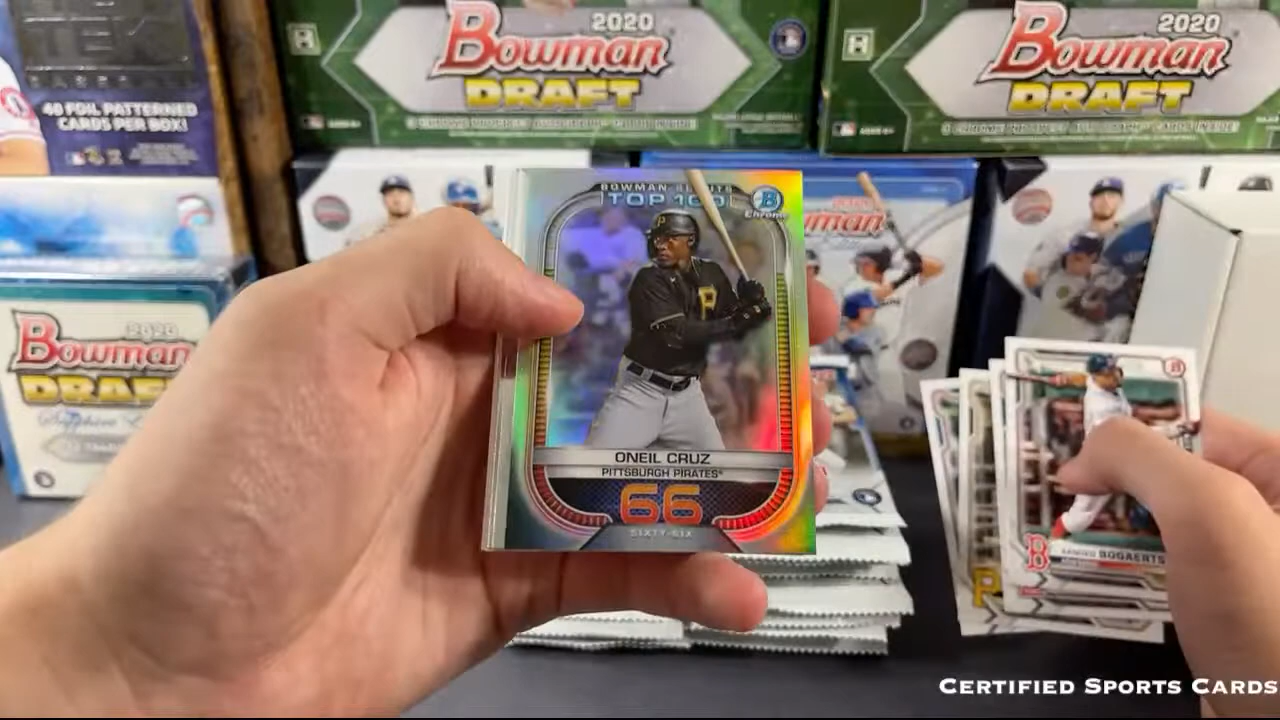 TEK
BASEBALL
40 FOIL PATTERNED
CARDS PER BOX!
2020
Bowman
DRAFT
2020
Bowman
DRAFT
BOWMAN SCOUTS
TOP 100
Chrome
B
ONEIL CRUZ
PITTSBURGH PIRATES
66
SIXTY-SIX
2020
Bowman
DRAFT
B
BOGAERTS
P
CERTIFIED SPORTS CARDS